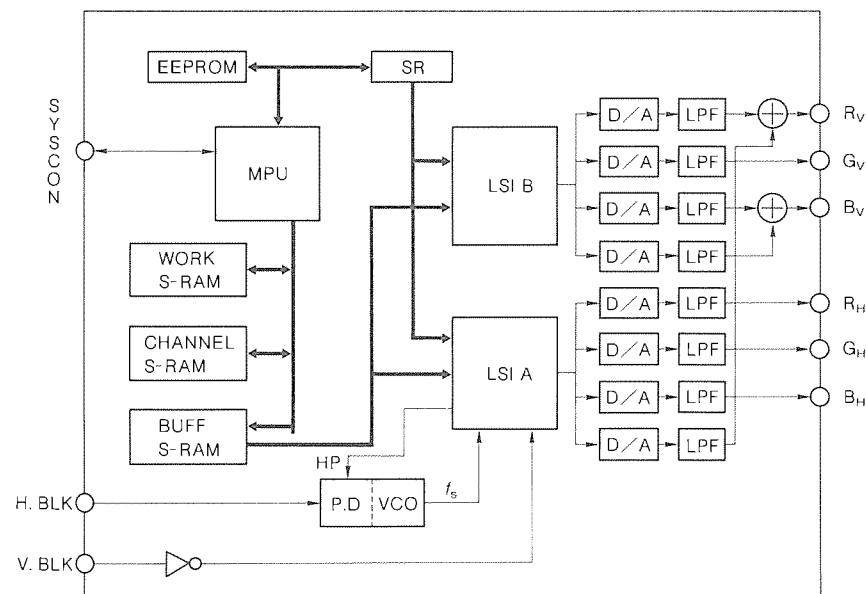 EEPROM
SR
SYSCON
MPU
LSI B
D/A LPF
D/A LPF
D/A LPF
D/A LPF
R_V
G_V
B_V
WORK
S-RAM
CHANNEL
S-RAM
BUFF
S-RAM
LSI A
D/A LPF
D/A LPF
D/A LPF
D/A LPF
R_H
G_H
B_H
HP
H. BLK
P.D
VCO
f_s
V. BLK